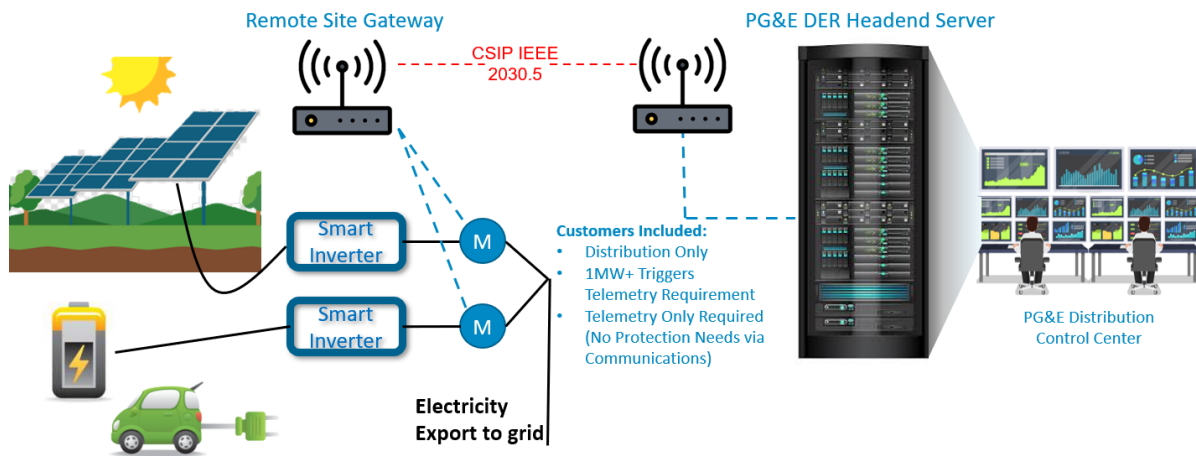 Remote Site Gateway
PG&E DER Headend Server
CSIP IEEE
2030.5
Smart
Inverter
M
Smart
Inverter
M
Customers Included:
• Distribution Only
• 1MW+ Triggers
Telemetry Requirement
• Telemetry Only Required
(No Protection Needs via
Communications)
PG&E Distribution
Control Center
Electricity
Export to grid